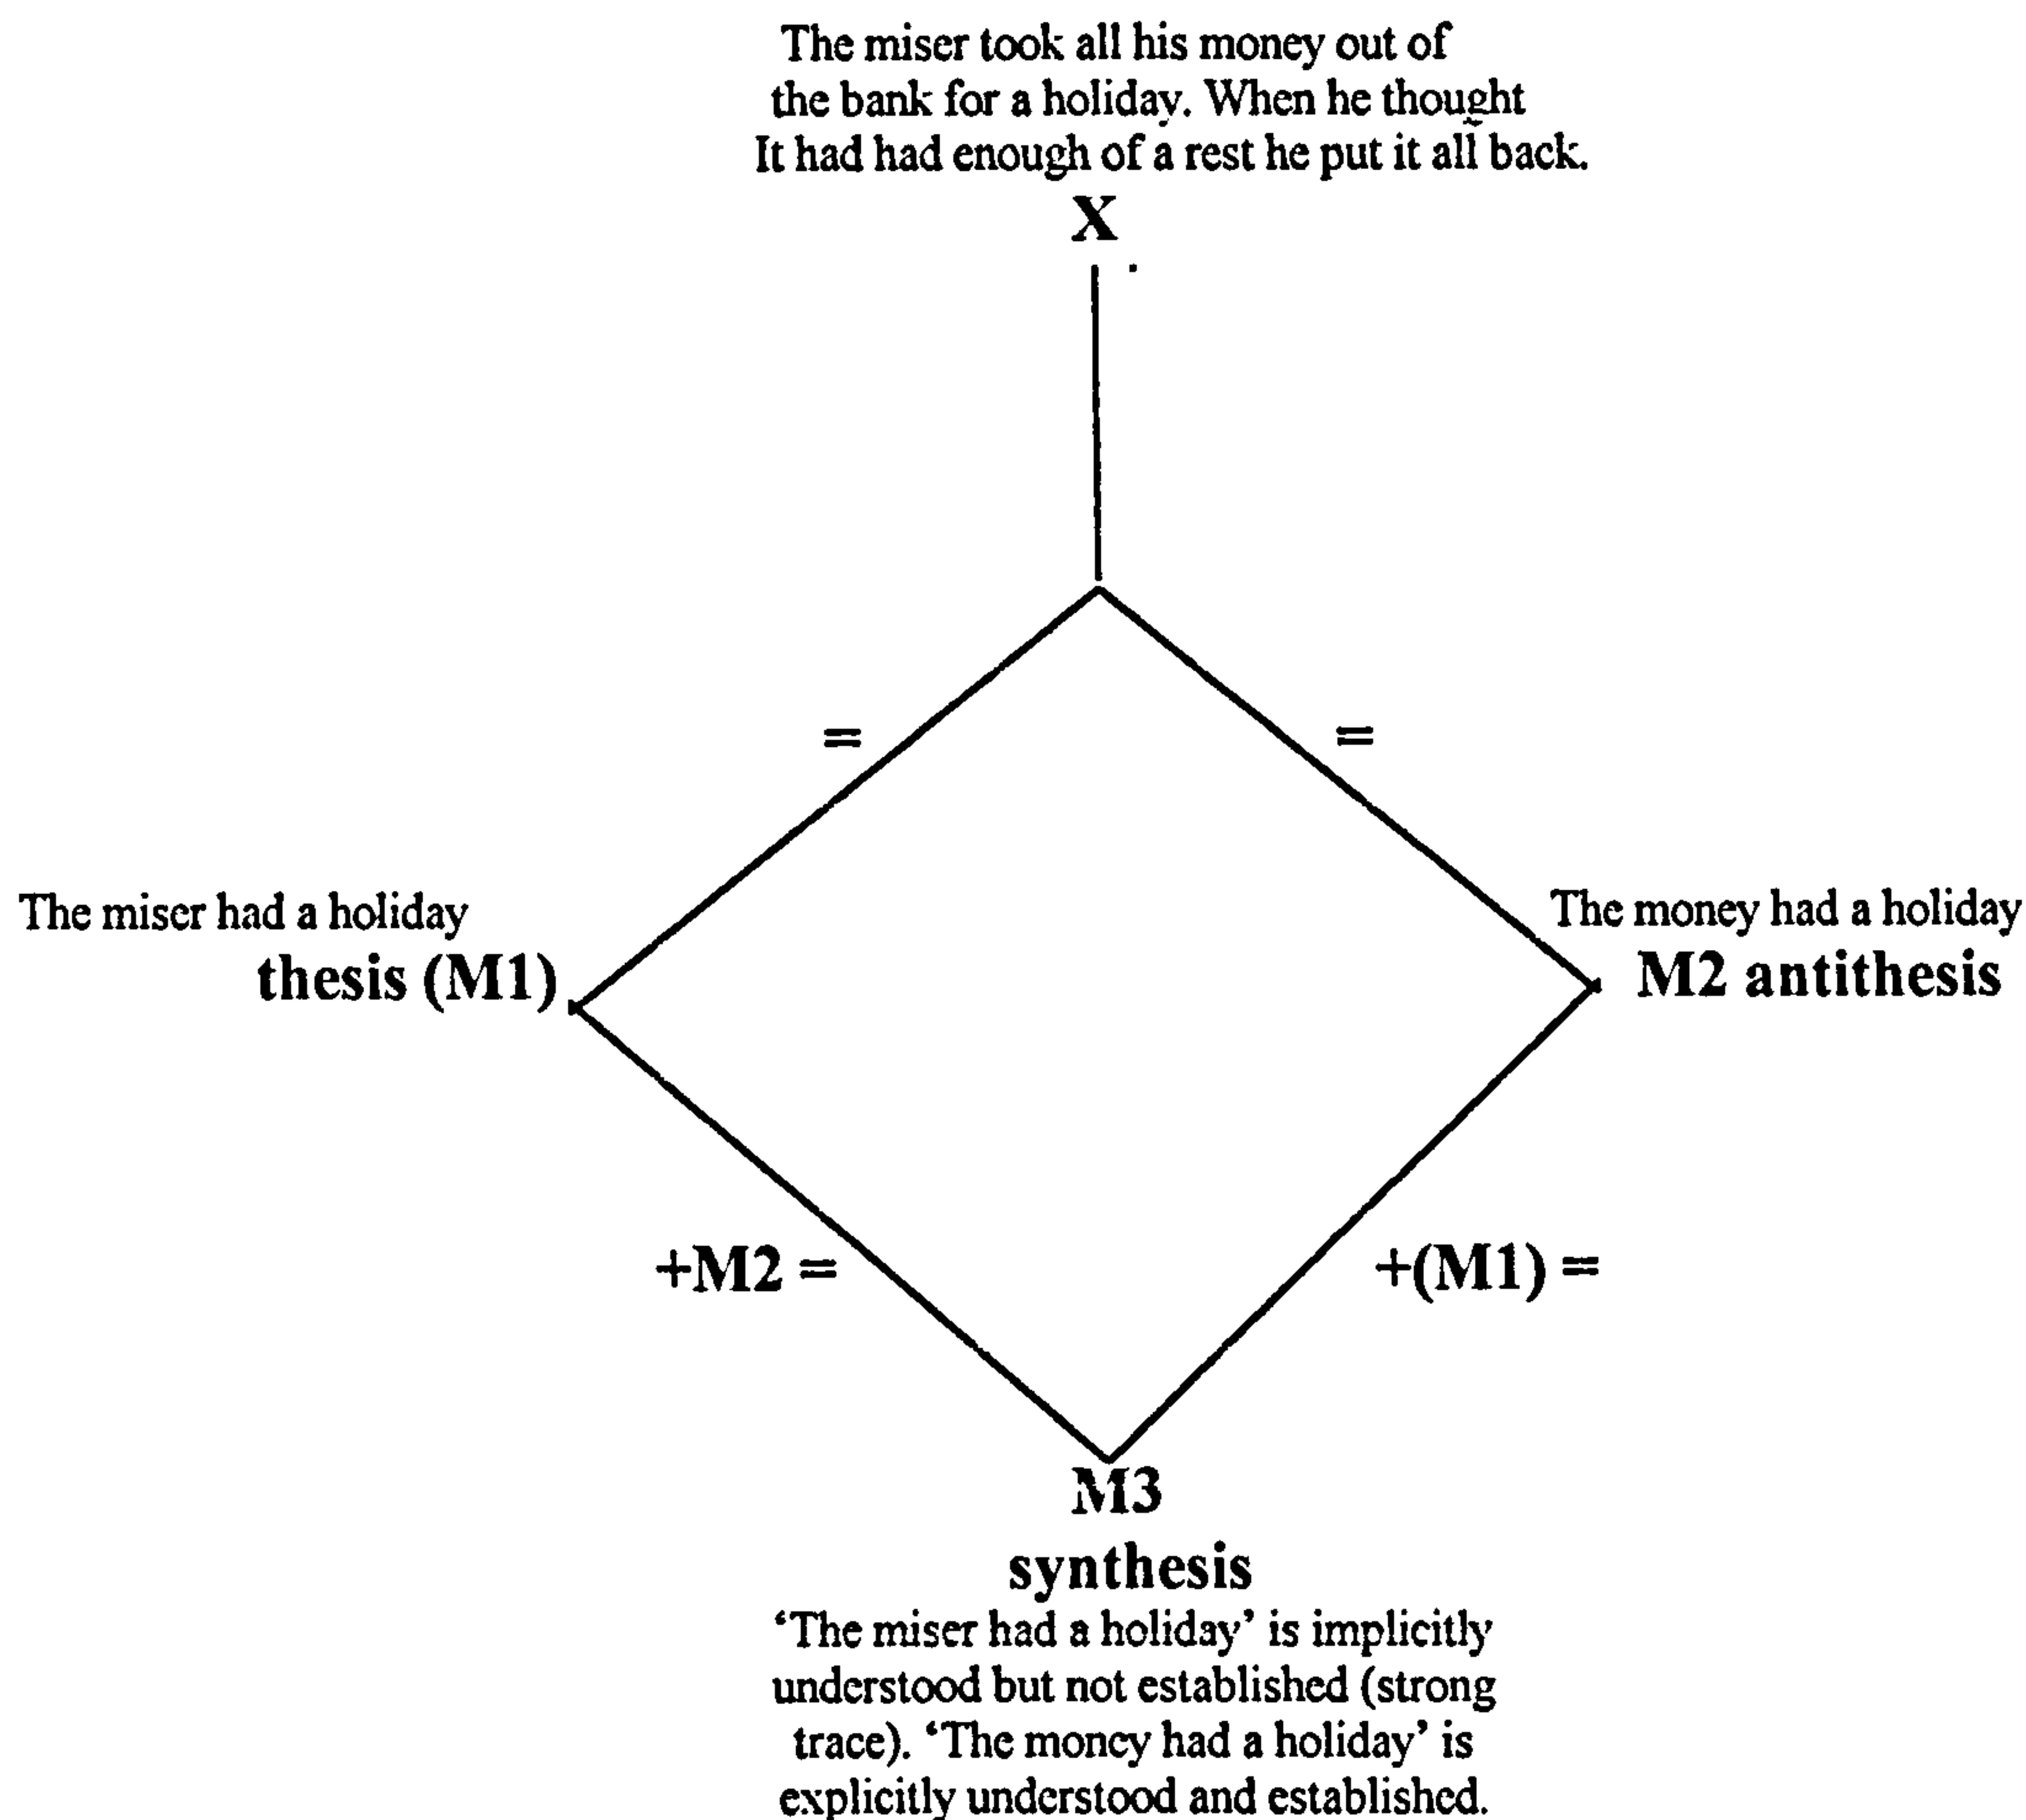 The miser took all his money out of
the bank for a holiday. When he thought
It had had enough of a rest he put it all back.
X
=
=
The miser had a holiday
thesis (M1)
The money had a holiday
M2 antithesis
+M2 =
+(M1) =
M3
synthesis
‘The miser had a holiday’ is implicitly
understood but not established (strong
trace). ‘The money had a holiday’ is
explicitly understood and established.